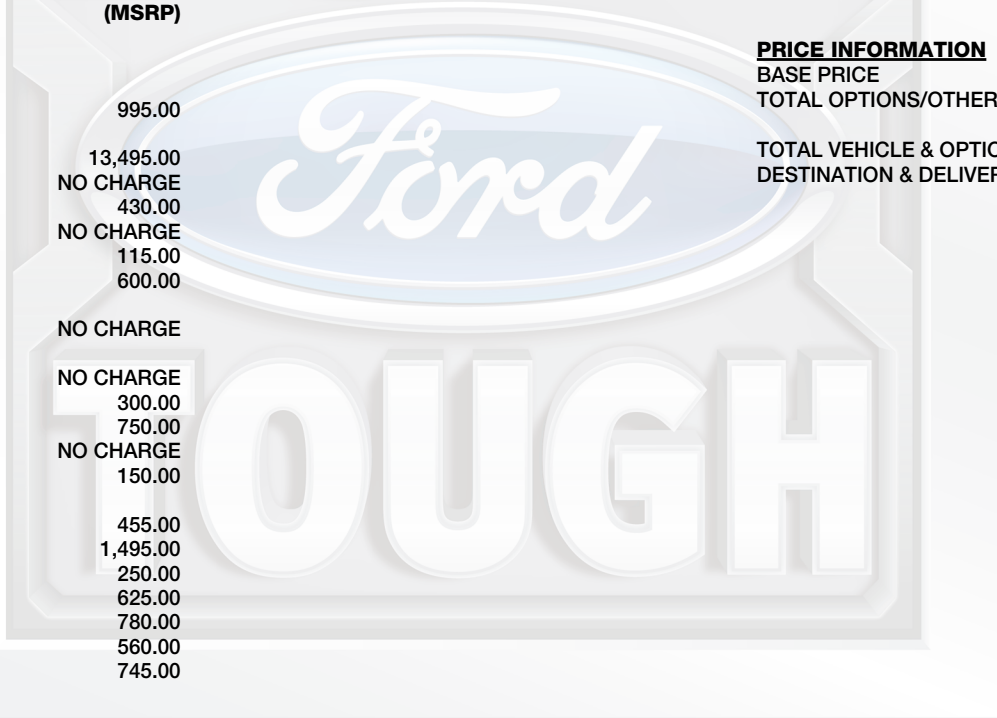 (MSRP)
995.00
13,495.00
NO CHARGE
430.00
NO CHARGE
115.00
600.00
NO CHARGE
NO CHARGE
300.00
750.00
NO CHARGE
150.00
455.00
1,495.00
250.00
625.00
780.00
560.00
745.00
PRICE INFORMATION
BASE PRICE
TOTAL OPTIONS/OTHER
TOTAL VEHICLE & OPTIO
DESTINATION & DELIVER
Ford
TOUGH